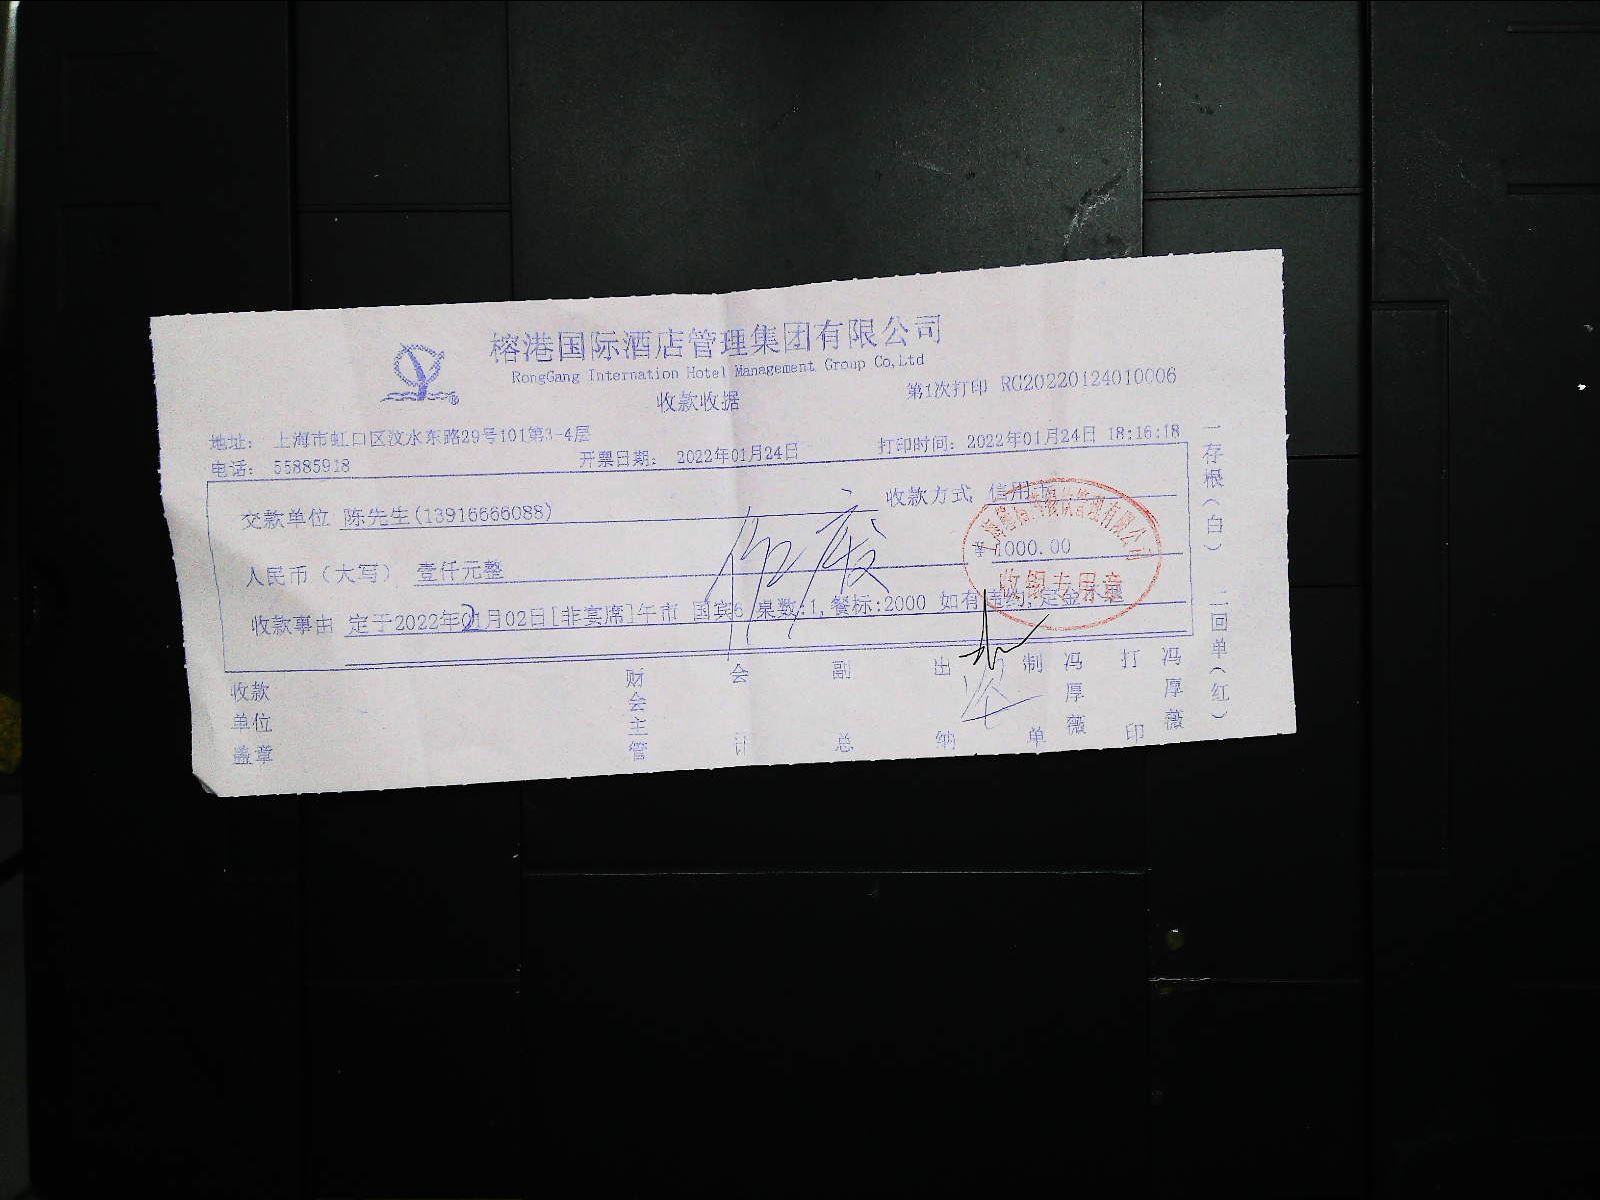 榕港国际酒店管理集团有限公司
RongGang Internation Hotel Management Group Co,Ltd
收款收据
第1次打印 RG20220124010006
地址: 上海市虹口区汶水东路29号101第3-4层
电话: 55885918
开票日期: 2022年01月24日
打印时间: 2022年01月24日 18:16:18
交款单位 陈先生(13916666088)
收款方式: 信用卡
人民币(大写) 壹仟元整
¥ 1000.00
收款事由 定于2022年01月02日[非宴席]午市 国宾6 桌数:1,餐标:2000 如有违约,定金不退
2
收银专用章
收款单位盖章
财会主管
会计
副总
出纳
制单 冯厚薇
打印 冯厚薇
一存根(白) 二回单(红)